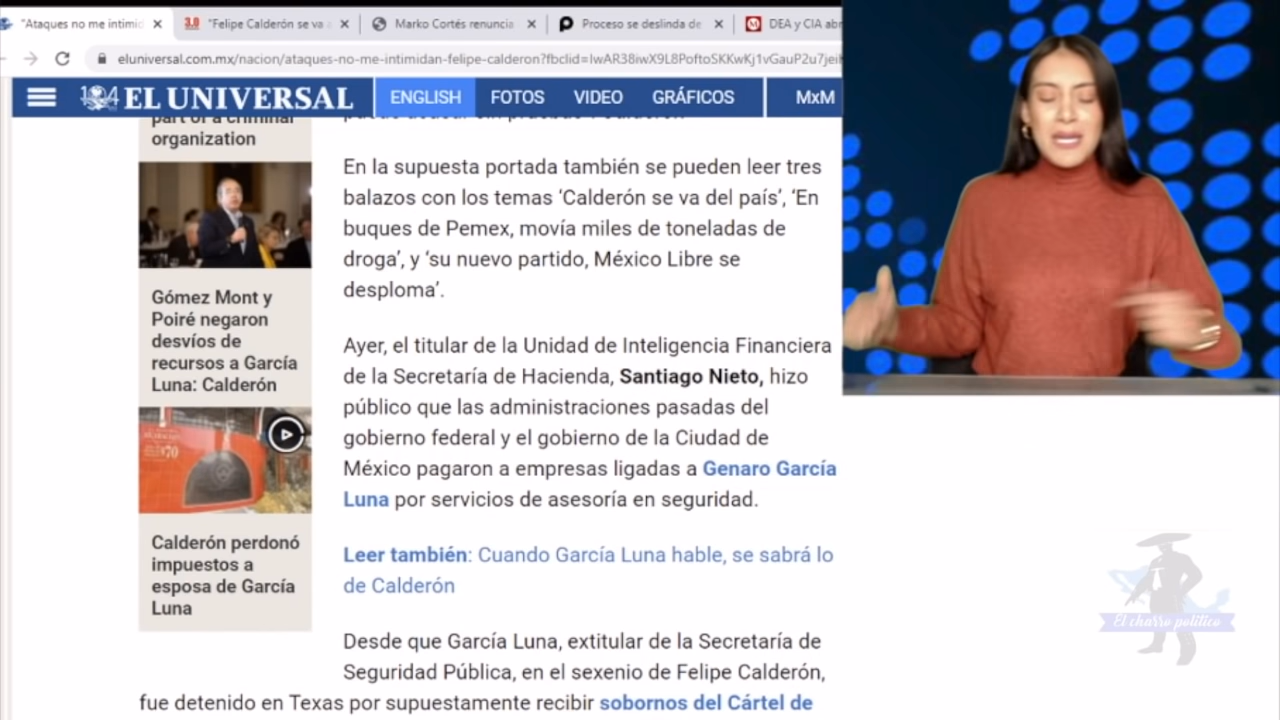 "Ataques no me intimid
3.0 "Felipe Calderón se va a
Marko Cortés renuncia
Proceso se deslinda de
DEA y CIA abr
eluniversal.com.mx/nacion/ataques-no-me-intimidan-felipe-calderon?fbclid=IwAR38iwX9L8PoftoSKKwKj1vGauP2u7jei
104 EL UNIVERSAL
ENGLISH
FOTOS
VIDEO
GRÁFICOS
MxM
part of a criminal
organization
Gómez Mont y
Poiré negaron
desvíos de
recursos a García
Luna: Calderón
Calderón perdonó
impuestos a
esposa de García
Luna
En la supuesta portada también se pueden leer tres
balazos con los temas ‘Calderón se va del país’, ‘En
buques de Pemex, movía miles de toneladas de
droga’, y ‘su nuevo partido, México Libre se
desploma’.
Ayer, el titular de la Unidad de Inteligencia Financiera
de la Secretaría de Hacienda, Santiago Nieto, hizo
público que las administraciones pasadas del
gobierno federal y el gobierno de la Ciudad de
México pagaron a empresas ligadas a Genaro García
Luna por servicios de asesoría en seguridad.
Leer también: Cuando García Luna hable, se sabrá lo
de Calderón
Desde que García Luna, extitular de la Secretaría de
Seguridad Pública, en el sexenio de Felipe Calderón,
fue detenido en Texas por supuestamente recibir sobornos del Cártel de
El charro político